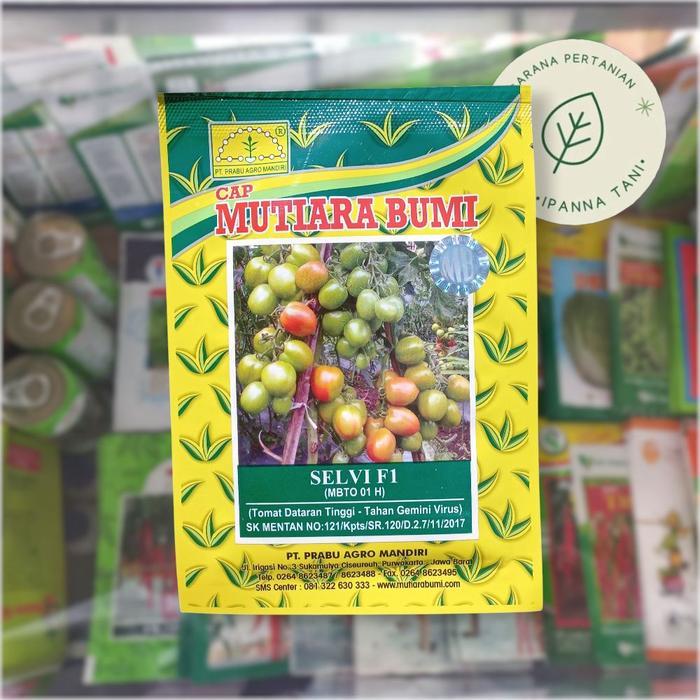 SARANA PERTANIAN
•IPANNA TANI•
®
PT. PRABU AGRO MANDIRI
CAP
MUTIARA BUMI
SELVI F1
(MBTO 01 H)
(Tomat Dataran Tinggi - Tahan Gemini Virus)
SK MENTAN NO:121/Kpts/SR.120/D.2.7/11/2017
PT. PRABU AGRO MANDIRI
Jl. Irigasi No. 3 Sukamulya Ciseureuh, Purwakarta - Jawa Barat
Telp. 0264 8623487 / 8623488 - Fax. 0264 8623495
SMS Center : 081 322 630 333 - www.mutiarabumi.com